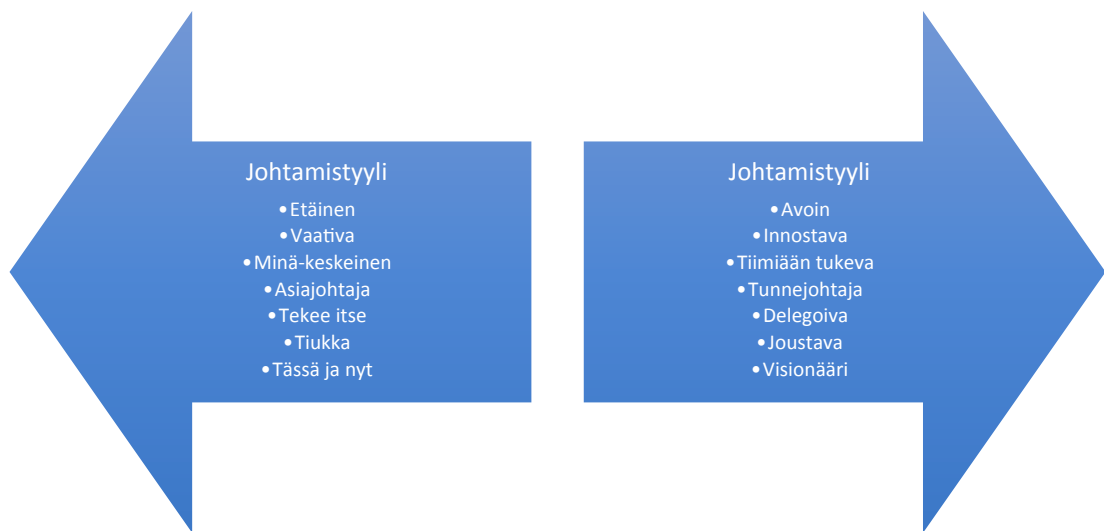 Johtamistyyli
•Etäinen
•Vaativa
•Minä-keskeinen
•Asiajohtaja
•Tekee itse
•Tiukka
•Tässä ja nyt
Johtamistyyli
•Avoin
•Innostava
•Tiimiään tukeva
•Tunnejohtaja
•Delegoiva
•Joustava
•Visionääri